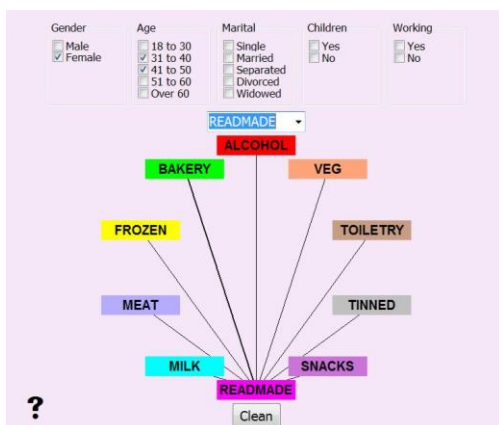 Gender
Male
Female
Age
18 to 30
31 to 40
41 to 50
51 to 60
Over 60
Marital
Single
Married
Separated
Divorced
Widowed
Children
Yes
No
Working
Yes
No
READMADE
ALCOHOL
BAKERY
VEG
FROZEN
TOILETRY
MEAT
TINNED
MILK
SNACKS
READMADE
?
Clean